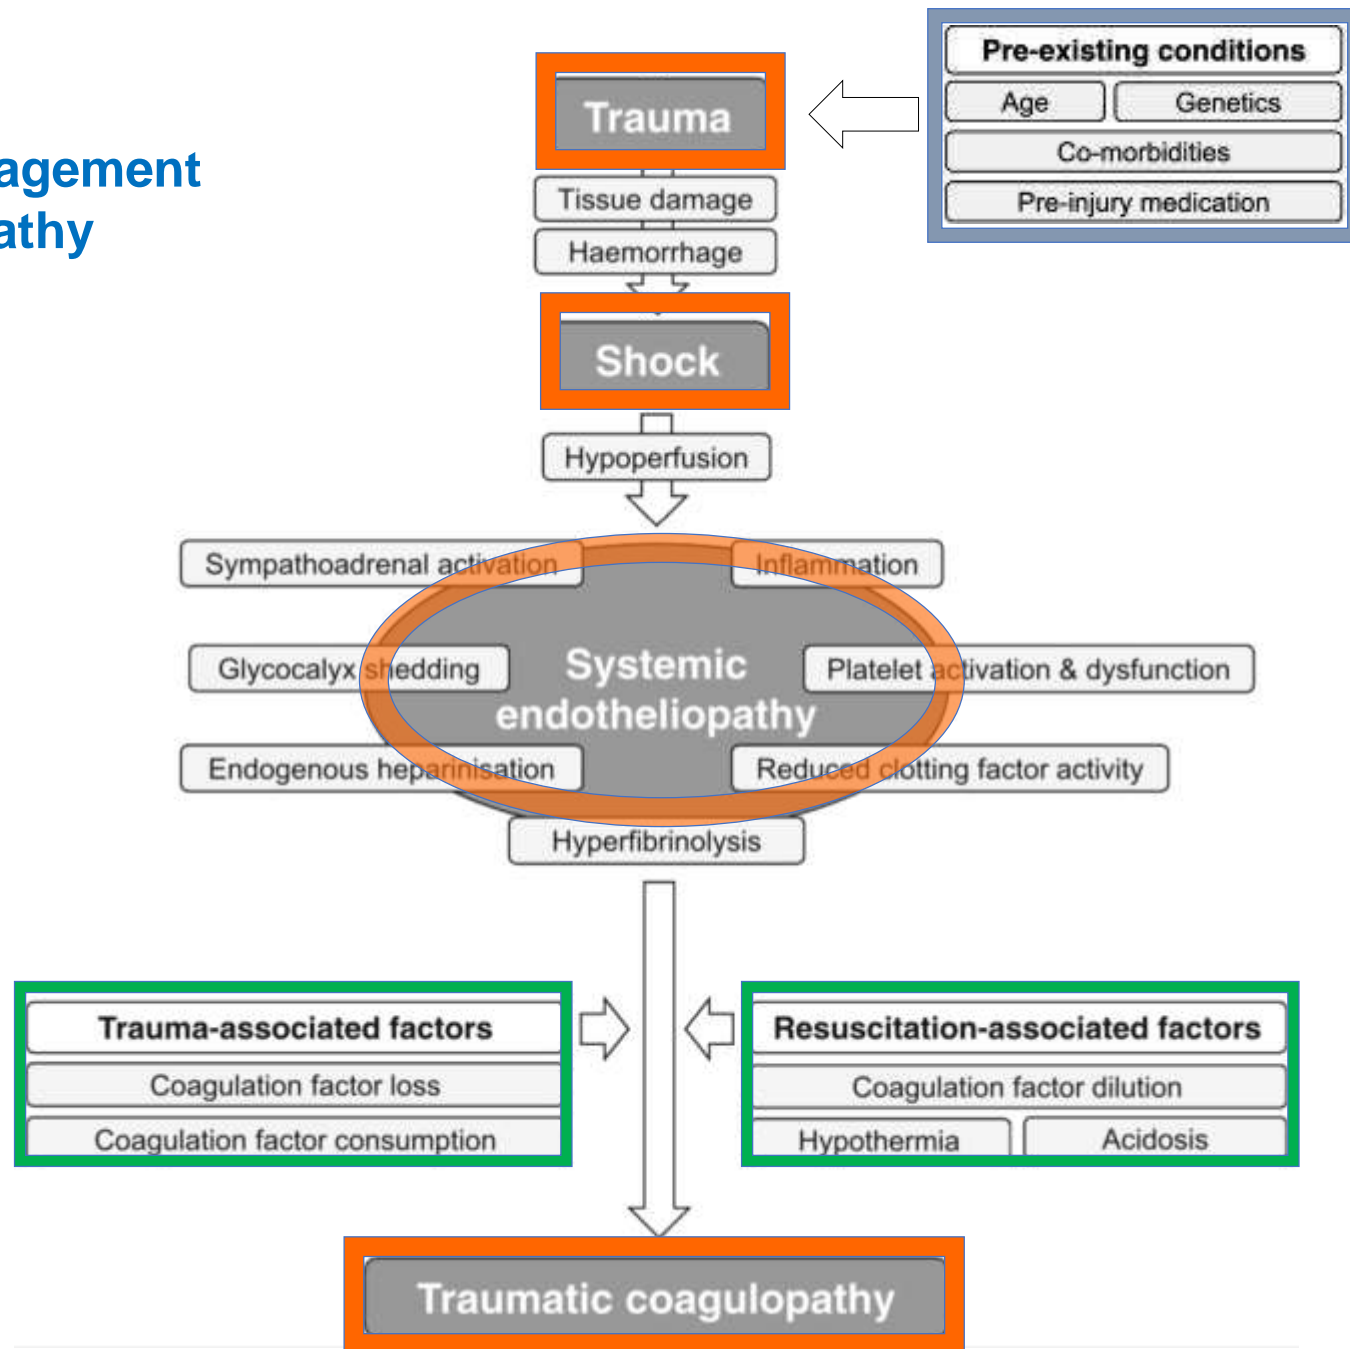 agement
athy
Pre-existing conditions
Age
Genetics
Co-morbidities
Pre-injury medication
Trauma
Tissue damage
Haemorrhage
Shock
Hypoperfusion
Sympathoadrenal activation
Inflammation
Glycocalyx shedding
Systemic
endotheliopathy
Platelet activation & dysfunction
Endogenous heparinisation
Reduced clotting factor activity
Hyperfibrinolysis
Trauma-associated factors
Coagulation factor loss
Coagulation factor consumption
Resuscitation-associated factors
Coagulation factor dilution
Hypothermia
Acidosis
Traumatic coagulopathy